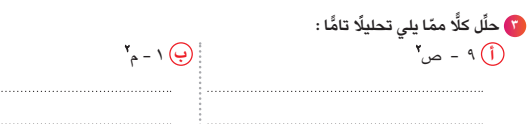 ٣ حلِّل كلًّا ممّا يلي تحليلًا تامًّا :
أ ٩ - ص٢ ب ١ - م٢